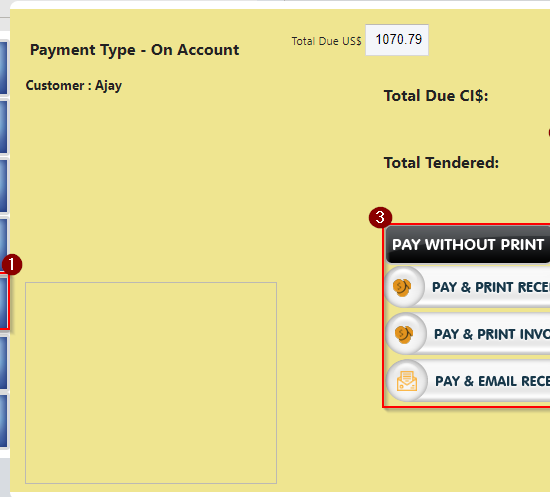 Payment Type - On Account
Total Due US$ 1070.79
Customer : Ajay
Total Due CI$:
Total Tendered:
3
PAY WITHOUT PRINT
1
PAY & PRINT RECE
PAY & PRINT INVO
PAY & EMAIL RECE